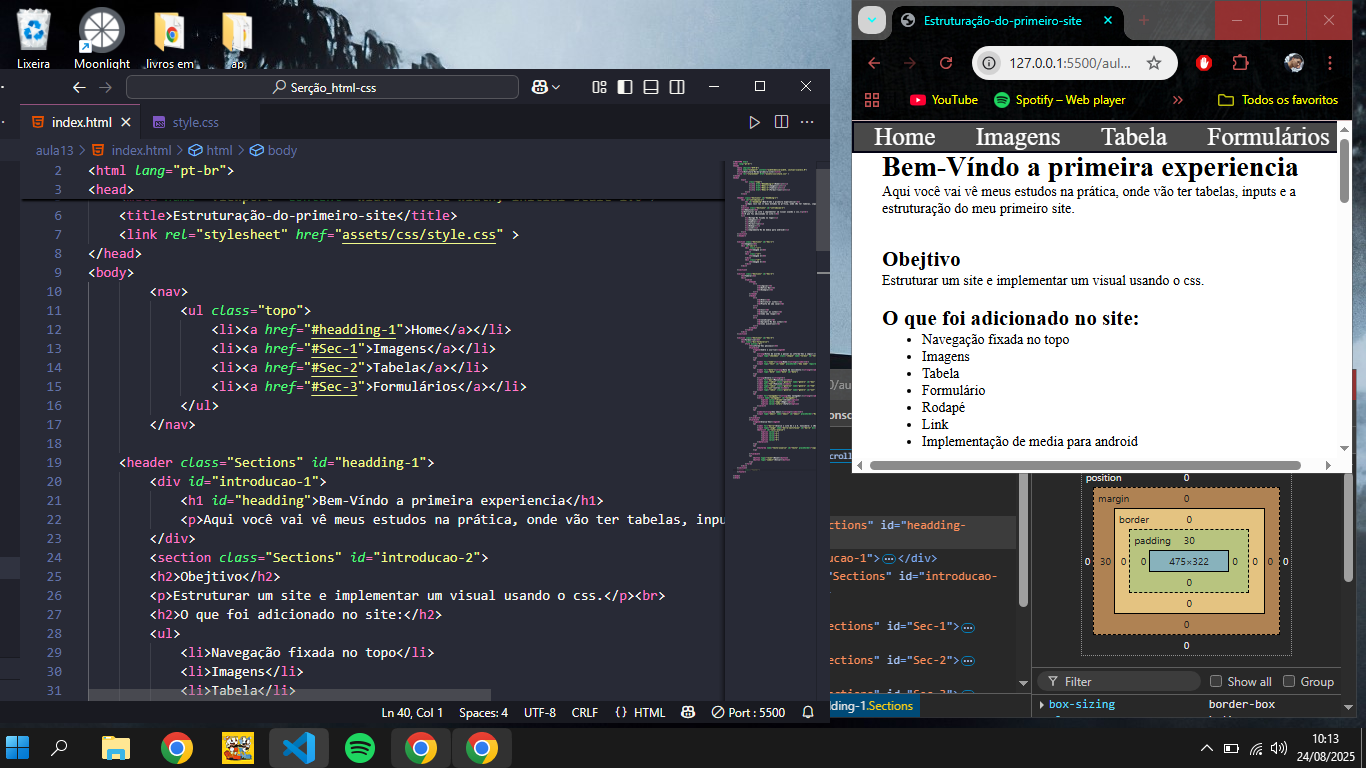 Lixeira
Moonlight
livros em
ap
Serção_html-css
index.html
style.css
aula13 > index.html > html > body
2 <html lang="pt-br">
3 <head>
6 <title>Estruturação-do-primeiro-site</title>
7 <link rel="stylesheet" href="assets/css/style.css" >
8 </head>
9 <body>
10 <nav>
11 <ul class="topo">
12 <li><a href="#headding-1">Home</a></li>
13 <li><a href="#Sec-1">Imagens</a></li>
14 <li><a href="#Sec-2">Tabela</a></li>
15 <li><a href="#Sec-3">Formulários</a></li>
16 </ul>
17 </nav>
18
19 <header class="Sections" id="headding-1">
20 <div id="introducao-1">
21 <h1 id="headding">Bem-Víndo a primeira experiencia</h1>
22 <p>Aqui você vai vê meus estudos na prática, onde vão ter tabelas, inpu
23 </div>
24 <section class="Sections" id="introducao-2">
25 <h2>Obejtivo</h2>
26 <p>Estruturar um site e implementar um visual usando o css.</p><br>
27 <h2>O que foi adicionado no site:</h2>
28 <ul>
29 <li>Navegação fixada no topo</li>
30 <li>Imagens</li>
31 <li>Tabela</li>
Ln 40, Col 1 Spaces: 4 UTF-8 CRLF {} HTML Port : 5500
Estruturação-do-primeiro-site
127.0.0.1:5500/aul...
YouTube Spotify – Web player » Todos os favoritos
Home Imagens Tabela Formulários
Bem-Víndo a primeira experiencia
Aqui você vai vê meus estudos na prática, onde vão ter tabelas, inputs e a
estruturação do meu primeiro site.
Obejtivo
Estruturar um site e implementar um visual usando o css.
O que foi adicionado no site:
• Navegação fixada no topo
• Imagens
• Tabela
• Formulário
• Rodapé
• Link
• Implementação de media para android
0/au
onsc
croll
ctions" id="headding-
ucao-1">…</div>
"Sections" id="introducao-
ections" id="Sec-1">…
ections" id="Sec-2">…
ections" id="Sec-3">…
dding-1.Sections
position 0
margin 0
border 0
padding 30
0 30 0 0 475×322 0 0 0 0
0
0
0
0
Filter Show all Group
box-sizing border-box
10:13
24/08/2025